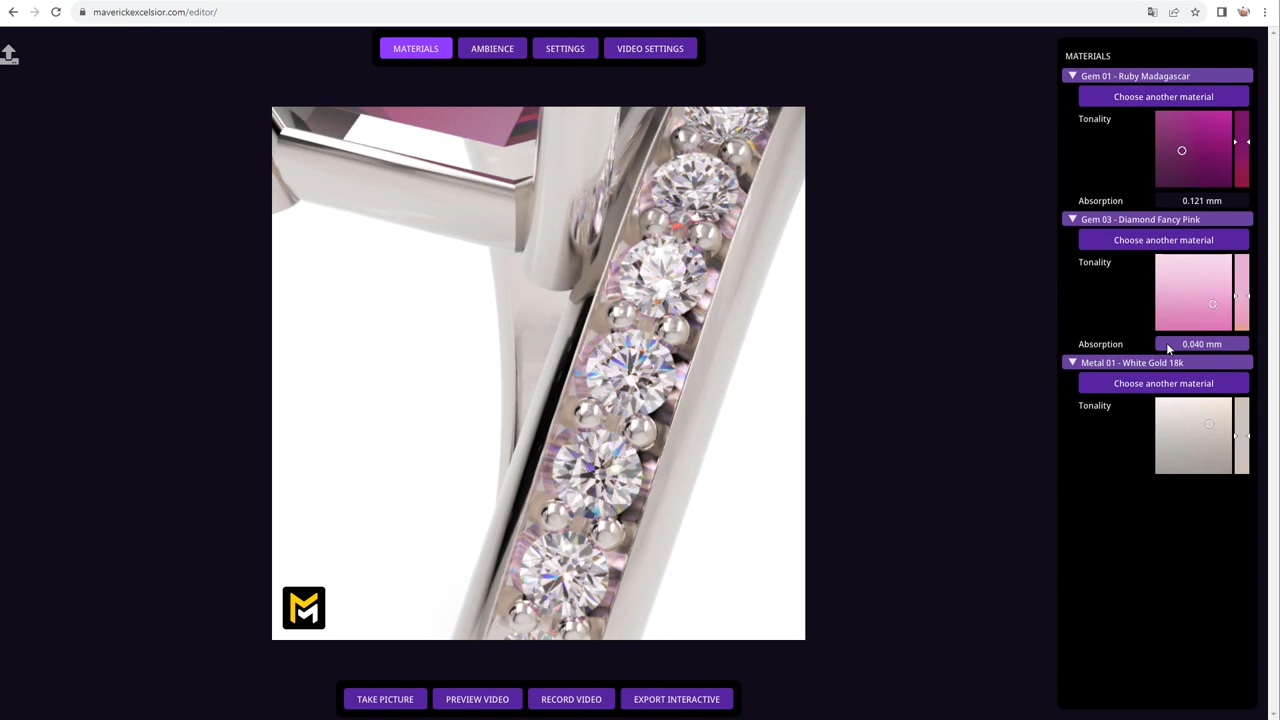 maverickexcelsior.com/editor/
MATERIALS
AMBIENCE
SETTINGS
VIDEO SETTINGS
MATERIALS
Gem 01 - Ruby Madagascar
Choose another material
Tonality
Absorption 0.121 mm
Gem 03 - Diamond Fancy Pink
Choose another material
Tonality
Absorption 0.040 mm
Metal 01 - White Gold 18k
Choose another material
Tonality
TAKE PICTURE
PREVIEW VIDEO
RECORD VIDEO
EXPORT INTERACTIVE